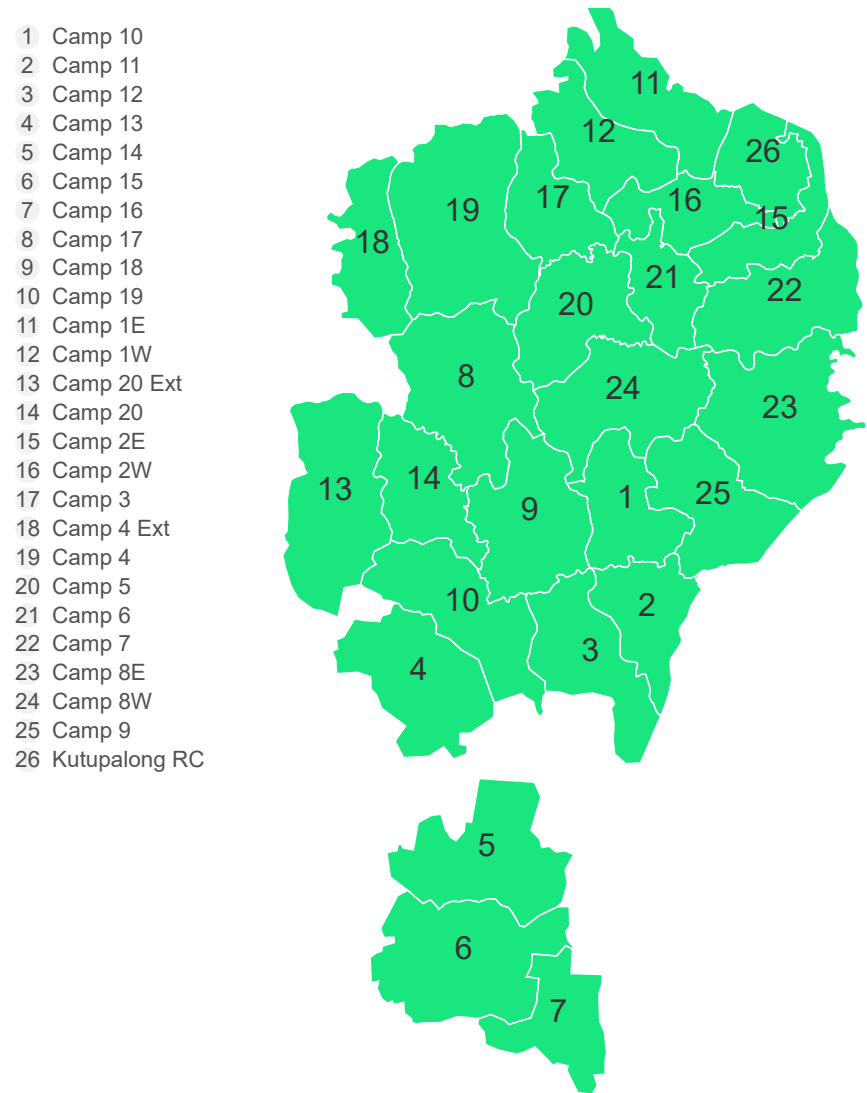 1 Camp 10
2 Camp 11
3 Camp 12
4 Camp 13
5 Camp 14
6 Camp 15
7 Camp 16
8 Camp 17
9 Camp 18
10 Camp 19
11 Camp 1E
12 Camp 1W
13 Camp 20 Ext
14 Camp 20
15 Camp 2E
16 Camp 2W
17 Camp 3
18 Camp 4 Ext
19 Camp 4
20 Camp 5
21 Camp 6
22 Camp 7
23 Camp 8E
24 Camp 8W
25 Camp 9
26 Kutupalong RC
11
12
26
17
16
19
15
18
21
22
20
8
24
23
14
13
25
1
9
10
2
3
4
5
6
7